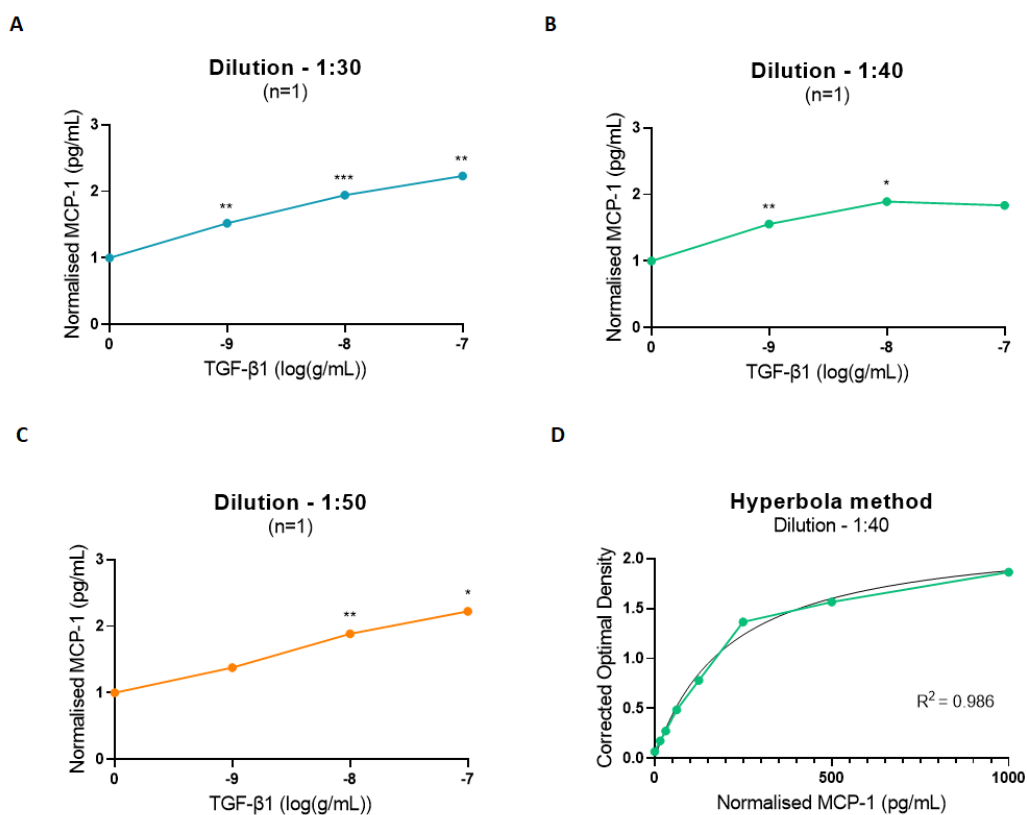 A
Dilution - 1:30
(n=1)
Normalised MCP-1 (pg/mL)
3
**
***
**
2
1
0
0
-9
-8
-7
TGF-β1 (log(g/mL))
B
Dilution - 1:40
(n=1)
Normalised MCP-1 (pg/mL)
3
**
*
2
1
0
0
-9
-8
-7
TGF-β1 (log(g/mL))
C
Dilution - 1:50
(n=1)
Normalised MCP-1 (pg/mL)
3
**
*
2
1
0
0
-9
-8
-7
TGF-β1 (log(g/mL))
D
Hyperbola method
Dilution - 1:40
Corrected Optimal Density
2.0
1.5
1.0
0.5
0.0
R² = 0.986
0
500
1000
Normalised MCP-1 (pg/mL)